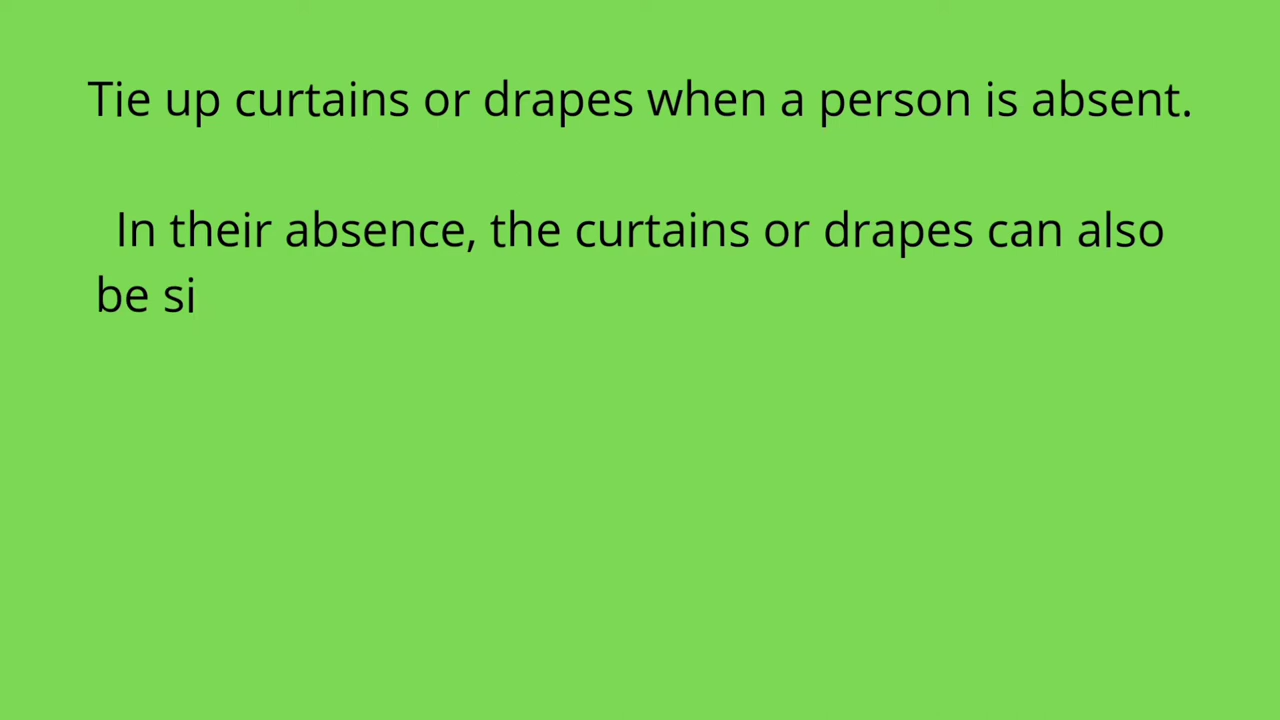 Tie up curtains or drapes when a person is absent.
In their absence, the curtains or drapes can also
be si